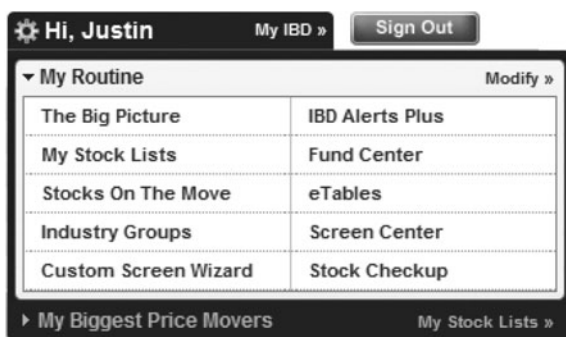 Hi, Justin My IBD » Sign Out
My Routine Modify »
The Big Picture IBD Alerts Plus
My Stock Lists Fund Center
Stocks On The Move eTables
Industry Groups Screen Center
Custom Screen Wizard Stock Checkup
My Biggest Price Movers My Stock Lists »